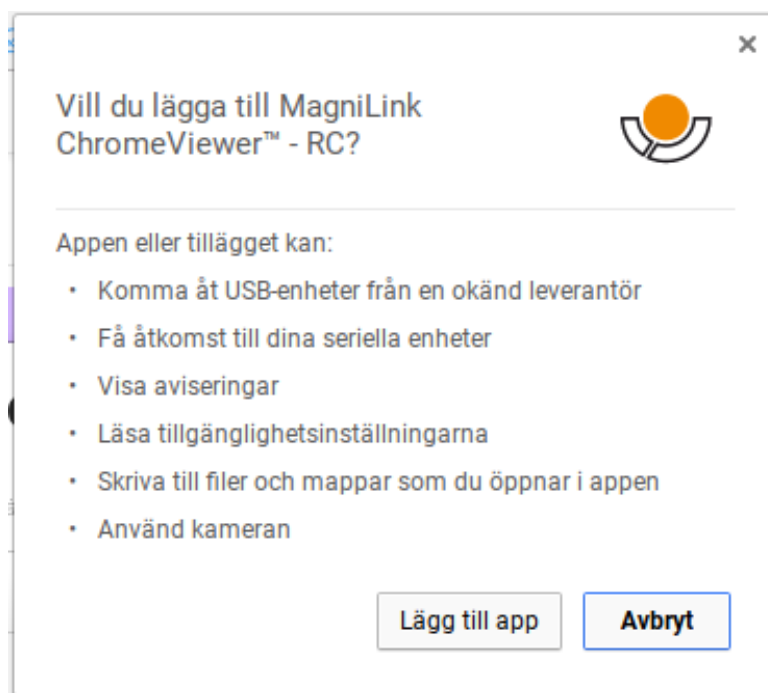 Vill du lägga till MagniLink
ChromeViewer™ - RC?
Appen eller tillägget kan:
• Komma åt USB-enheter från en okänd leverantör
• Få åtkomst till dina seriella enheter
• Visa aviseringar
• Läsa tillgänglighetsinställningarna
• Skriva till filer och mappar som du öppnar i appen
• Använd kameran
Lägg till app
Avbryt